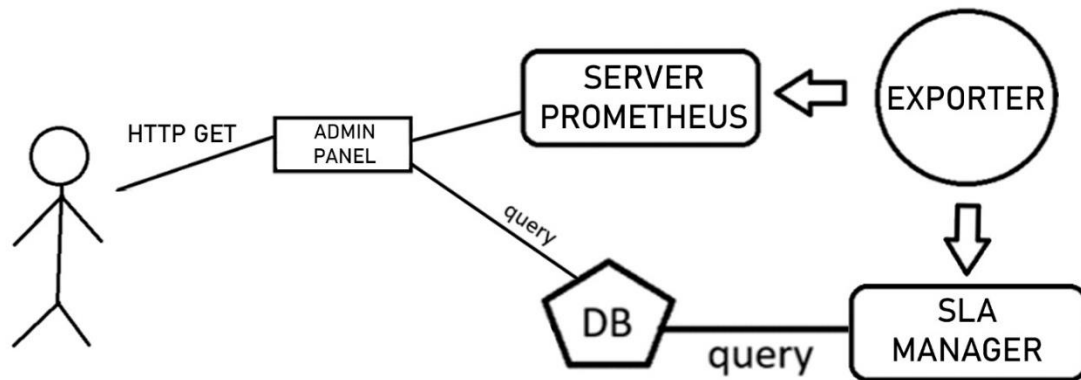 HTTP GET
ADMIN
PANEL
SERVER
PROMETHEUS
EXPORTER
query
DB
query
SLA
MANAGER